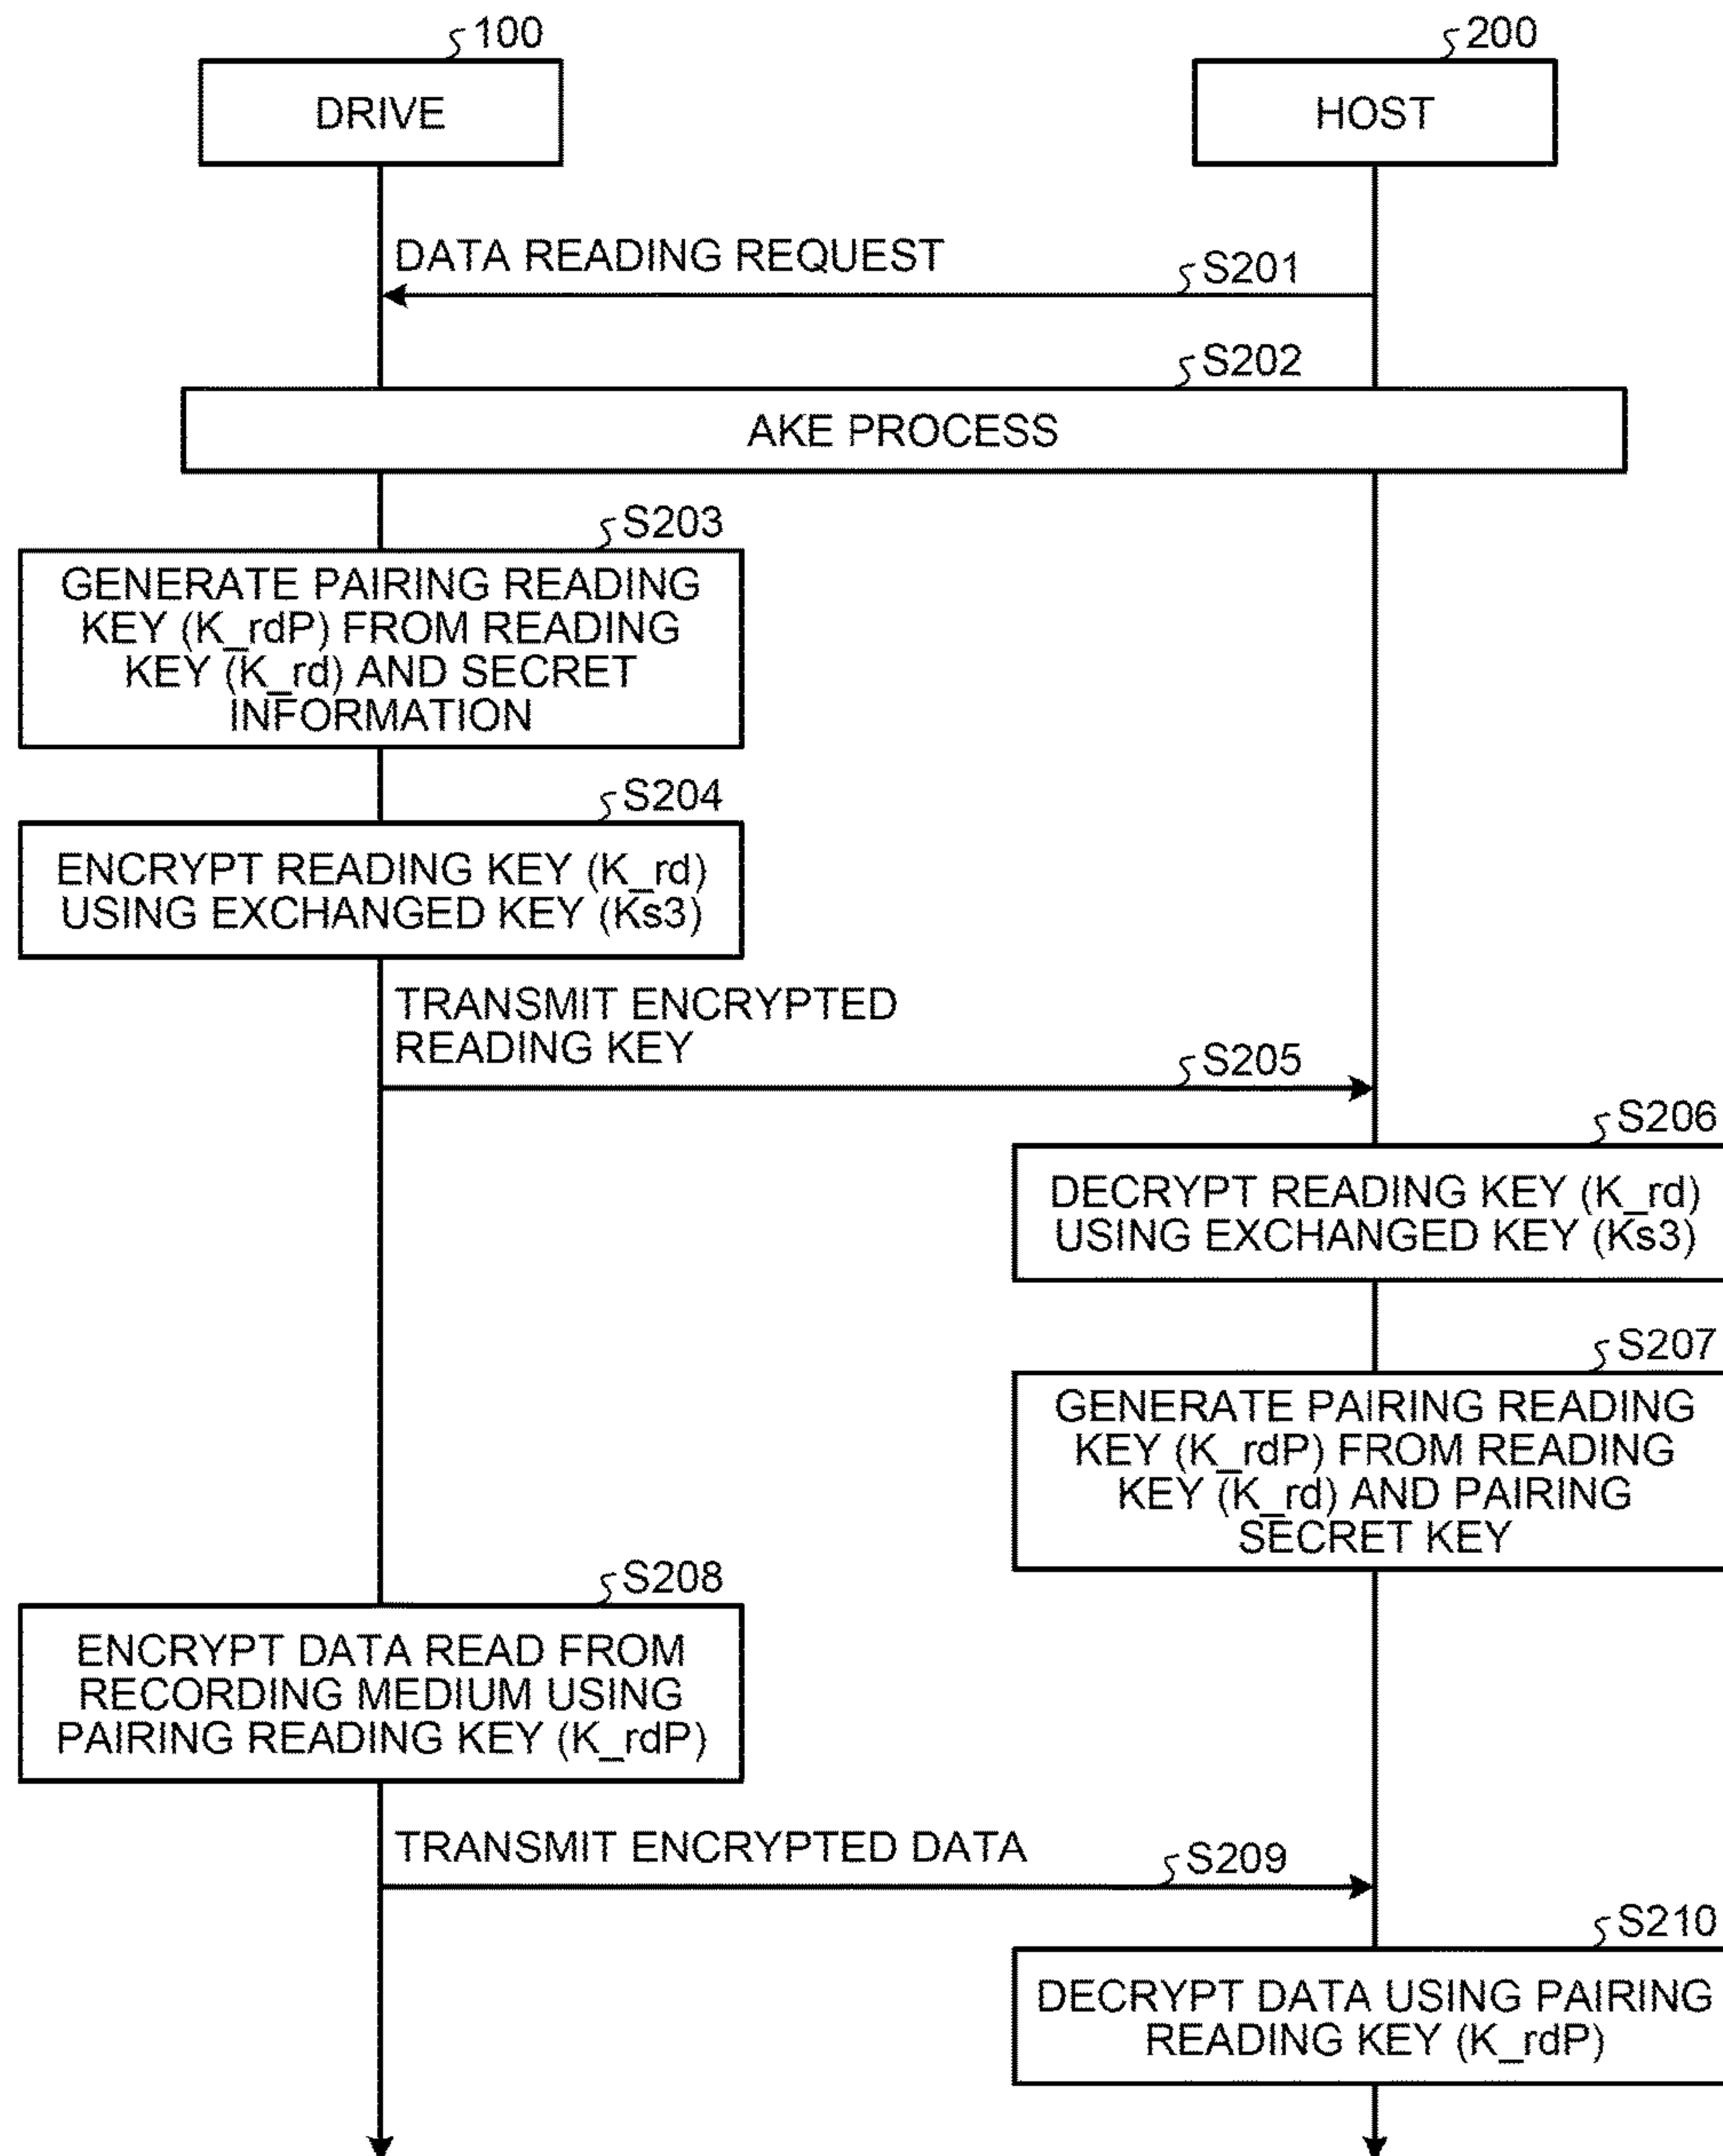 100
200
DRIVE
HOST
DATA READING REQUEST
S201
S202
AKE PROCESS
S203
GENERATE PAIRING READING
KEY (K_rdP) FROM READING
KEY (K_rd) AND SECRET
INFORMATION
S204
ENCRYPT READING KEY (K_rd)
USING EXCHANGED KEY (Ks3)
TRANSMIT ENCRYPTED
READING KEY
S205
S206
DECRYPT READING KEY (K_rd)
USING EXCHANGED KEY (Ks3)
S207
GENERATE PAIRING READING
KEY (K_rdP) FROM READING
KEY (K_rd) AND PAIRING
SECRET KEY
S208
ENCRYPT DATA READ FROM
RECORDING MEDIUM USING
PAIRING READING KEY (K_rdP)
TRANSMIT ENCRYPTED DATA
S209
S210
DECRYPT DATA USING PAIRING
READING KEY (K_rdP)